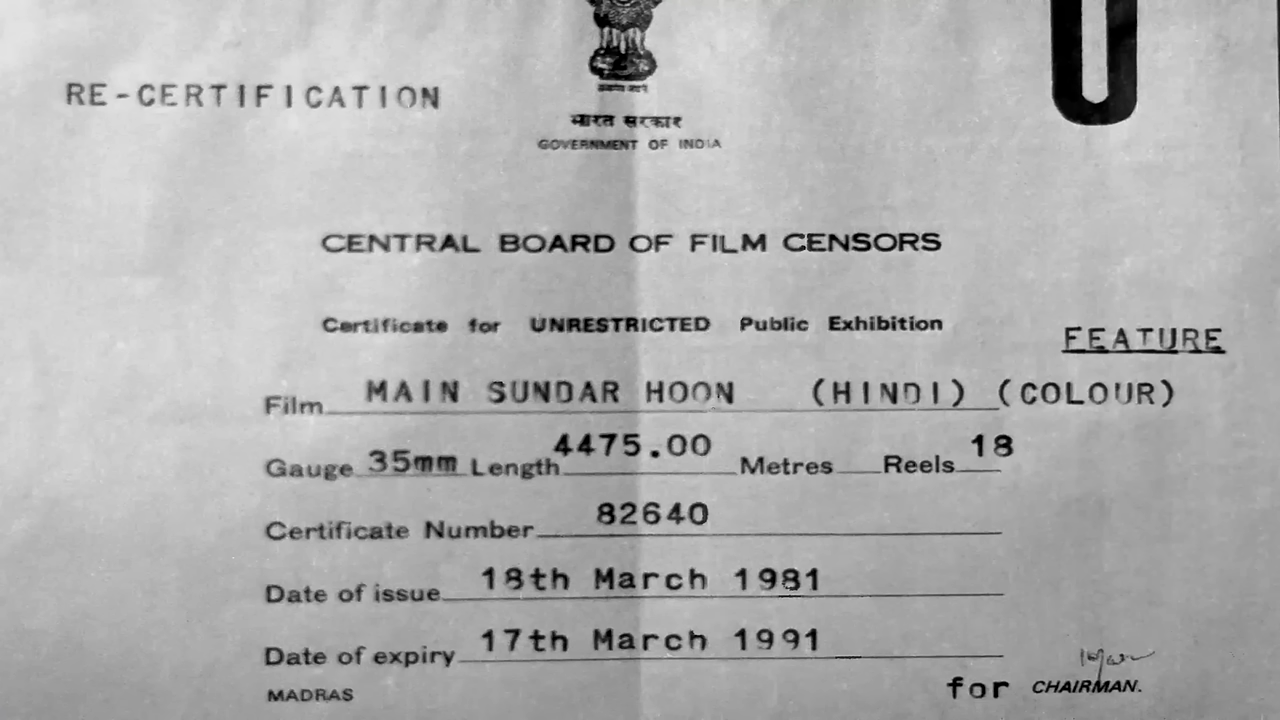 U
RE-CERTIFICATION
भारत सरकार
GOVERNMENT OF INDIA
CENTRAL BOARD OF FILM CENSORS
Certificate for UNRESTRICTED Public Exhibition
FEATURE
Film MAIN SUNDAR HOON (HINDI) (COLOUR)
Gauge 35mm Length 4475.00 Metres Reels 18
Certificate Number 82640
Date of issue 18th March 1981
Date of expiry 17th March 1991
MADRAS
for CHAIRMAN.